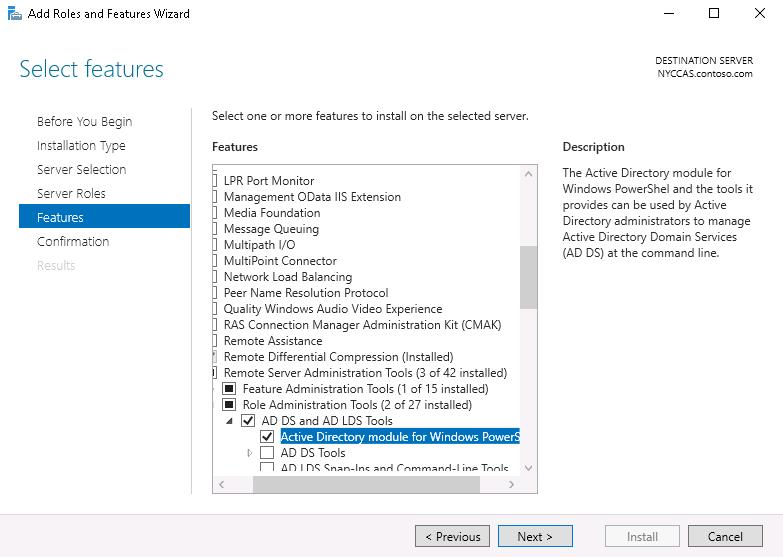 Add Roles and Features Wizard
Select features
DESTINATION SERVER
NYCCAS.contoso.com
Before You Begin
Installation Type
Server Selection
Server Roles
Features
Confirmation
Results
Select one or more features to install on the selected server.
Features
LPR Port Monitor
Management OData IIS Extension
Media Foundation
Message Queuing
Multipath I/O
MultiPoint Connector
Network Load Balancing
Peer Name Resolution Protocol
Quality Windows Audio Video Experience
RAS Connection Manager Administration Kit (CMAK)
Remote Assistance
Remote Differential Compression (Installed)
Remote Server Administration Tools (3 of 42 installed)
Feature Administration Tools (1 of 15 installed)
Role Administration Tools (2 of 27 installed)
AD DS and AD LDS Tools
Active Directory module for Windows PowerS
AD DS Tools
AD LDS Snap-Ins and Command-Line Tools
Description
The Active Directory module for
Windows PowerShel and the tools it
provides can be used by Active
Directory administrators to manage
Active Directory Domain Services
(AD DS) at the command line.
< Previous
Next >
Install
Cancel